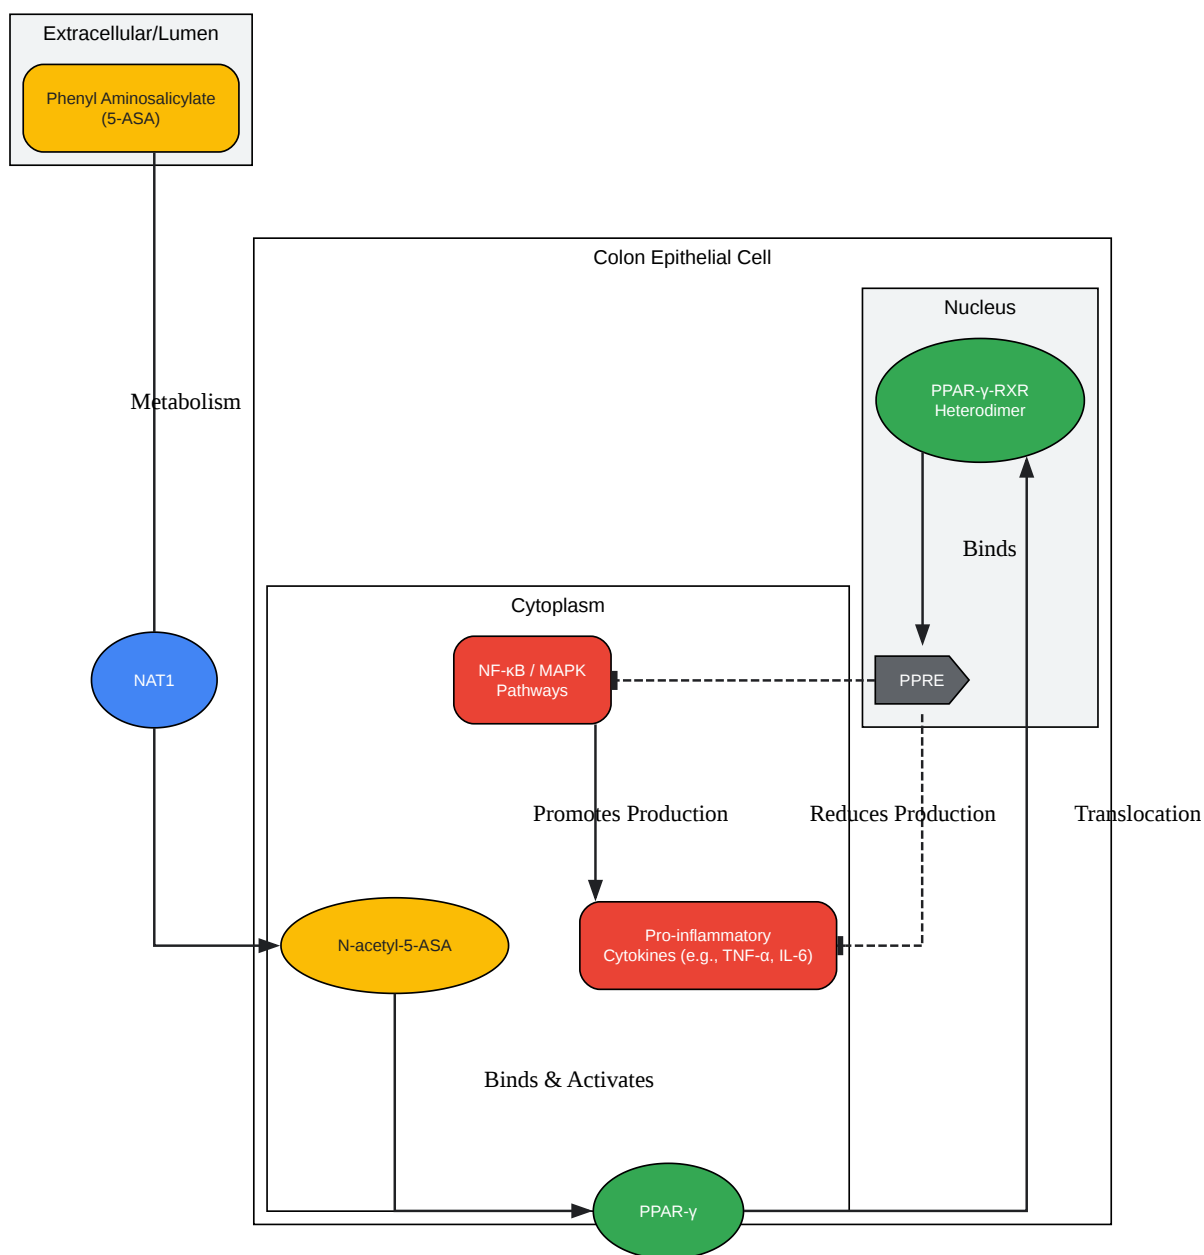 Extracellular/Lumen
Phenyl Aminosalicylate
(5-ASA)
Colon Epithelial Cell
Nucleus
PPAR-γ-RXR
Heterodimer
Metabolism
Binds
Cytoplasm
NF-κB / MAPK
Pathways
NAT1
PPRE
Promotes Production
Reduces Production
Translocation
N-acetyl-5-ASA
Pro-inflammatory
Cytokines (e.g., TNF-α, IL-6)
Binds & Activates
PPAR-γ